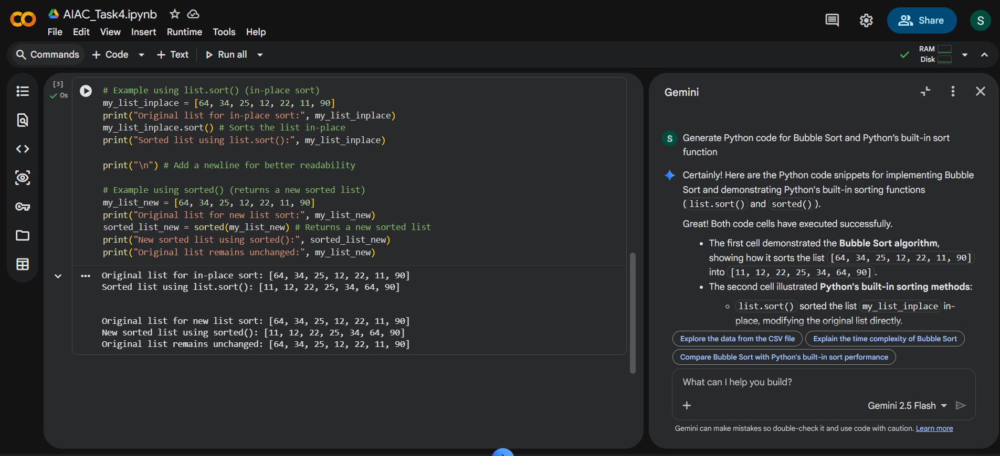 CO AIAC_Task4.ipynb
File Edit View Insert Runtime Tools Help
Share
S
Commands + Code + Text Run all
RAM
Disk
[3]
0s
# Example using list.sort() (in-place sort)
my_list_inplace = [64, 34, 25, 12, 22, 11, 90]
print("Original list for in-place sort:", my_list_inplace)
my_list_inplace.sort() # Sorts the list in-place
print("Sorted list using list.sort():", my_list_inplace)
print("\n") # Add a newline for better readability
# Example using sorted() (returns a new sorted list)
my_list_new = [64, 34, 25, 12, 22, 11, 90]
print("Original list for new list sort:", my_list_new)
sorted_list_new = sorted(my_list_new) # Returns a new sorted list
print("New sorted list using sorted():", sorted_list_new)
print("Original list remains unchanged:", my_list_new)
Original list for in-place sort: [64, 34, 25, 12, 22, 11, 90]
Sorted list using list.sort(): [11, 12, 22, 25, 34, 64, 90]
Original list for new list sort: [64, 34, 25, 12, 22, 11, 90]
New sorted list using sorted(): [11, 12, 22, 25, 34, 64, 90]
Original list remains unchanged: [64, 34, 25, 12, 22, 11, 90]
Gemini
S
Generate Python code for Bubble Sort and Python’s built-in sort
function
Certainly! Here are the Python code snippets for implementing Bubble
Sort and demonstrating Python's built-in sorting functions
(list.sort() and sorted()).
Great! Both code cells have executed successfully.
• The first cell demonstrated the Bubble Sort algorithm,
showing how it sorts the list [64, 34, 25, 12, 22, 11, 90]
into [11, 12, 22, 25, 34, 64, 90].
• The second cell illustrated Python's built-in sorting methods:
◦ list.sort() sorted the list my_list_inplace in-
place, modifying the original list directly.
Explore the data from the CSV file Explain the time complexity of Bubble Sort
Compare Bubble Sort with Python's built-in sort performance
What can I help you build?
+ Gemini 2.5 Flash
Gemini can make mistakes so double-check it and use code with caution. Learn more